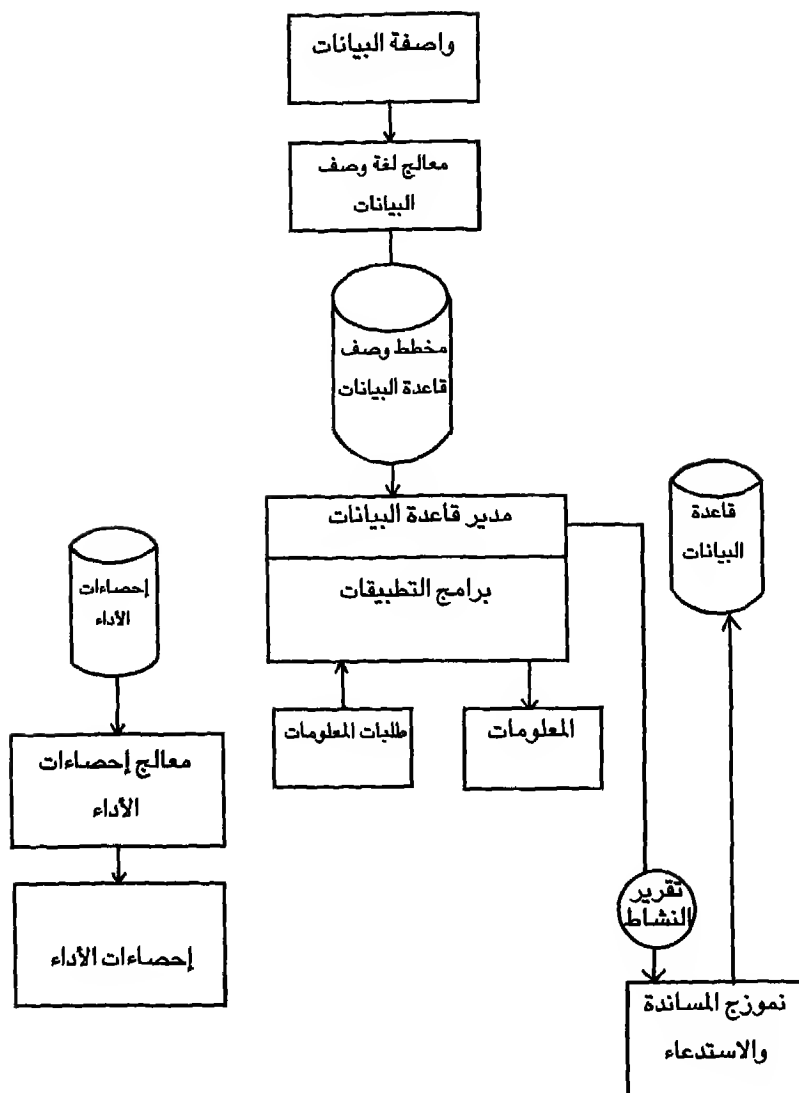 واصفة البيانات
معالج لغة وصف
البيانات
مخطط وصف
قاعدة البيانات
مدير قاعدة البيانات
برامج التطبيقات
طلبات المعلومات
المعلومات
إحصاءات
الأداء
معالج إحصاءات
الأداء
إحصاءات الأداء
قاعدة
البيانات
تقرير
النشاط
نموزج المساندة
والاستدعاء